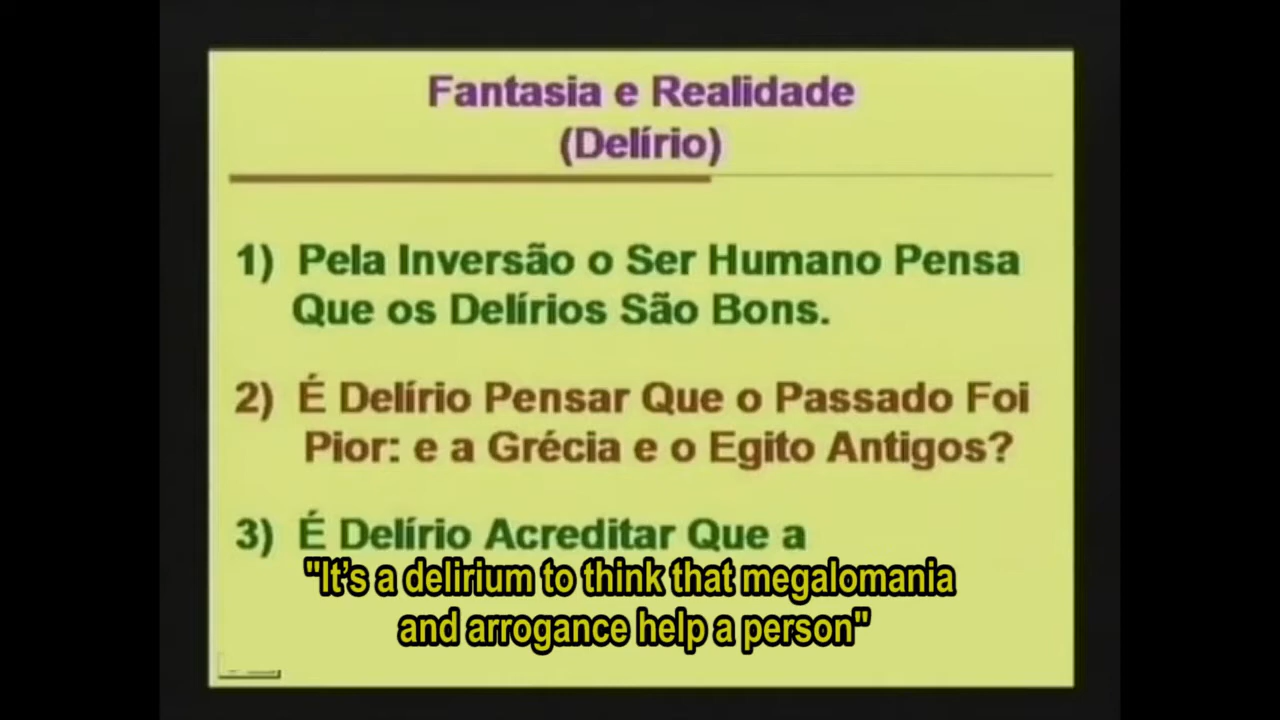 Fantasia e Realidade
(Delírio)
1) Pela Inversão o Ser Humano Pensa
Que os Delírios São Bons.
2) É Delírio Pensar Que o Passado Foi
Pior: e a Grécia e o Egito Antigos?
3) É Delírio Acreditar Que a
"It's a delirium to think that megalomania
and arrogance help a person"